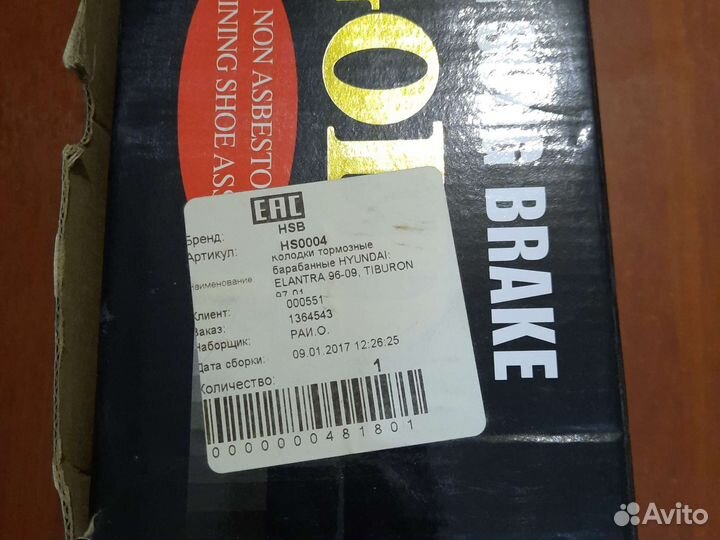 NON ASBESTO
INING SHOE ASS
BRAKE
EAC
Бренд: HSB
Артикул: HS0004
Наименование Колодки тормозные
барабанные HYUNDAI:
ELANTRA 96-09, TIBURON
97-01
Клиент: 000551
Заказ: 1364543
Наборщик: РАИ.О.
Дата сборки: 09.01.2017 12:26:25
Количество: 1
0000000481801
Avito